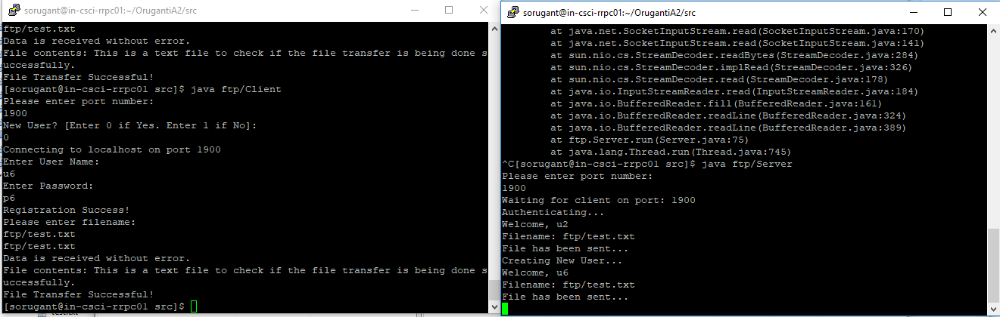 sorugant@in-csci-rrpc01:~/OrugantiA2/src
ftp/test.txt
Data is received without error.
File contents: This is a text file to check if the file transfer is being done s
uccessfully.
File Transfer Successful!
[sorugant@in-csci-rrpc01 src]$ java ftp/Client
Please enter port number:
1900
New User? [Enter 0 if Yes. Enter 1 if No]:
0
Connecting to localhost on port 1900
Enter User Name:
u6
Enter Password:
p6
Registration Success!
Please enter filename:
ftp/test.txt
ftp/test.txt
Data is received without error.
File contents: This is a text file to check if the file transfer is being done s
uccessfully.
File Transfer Successful!
[sorugant@in-csci-rrpc01 src]$
sorugant@in-csci-rrpc01:~/OrugantiA2/src
at java.net.SocketInputStream.read(SocketInputStream.java:170)
at java.net.SocketInputStream.read(SocketInputStream.java:141)
at sun.nio.cs.StreamDecoder.readBytes(StreamDecoder.java:284)
at sun.nio.cs.StreamDecoder.implRead(StreamDecoder.java:326)
at sun.nio.cs.StreamDecoder.read(StreamDecoder.java:178)
at java.io.InputStreamReader.read(InputStreamReader.java:184)
at java.io.BufferedReader.fill(BufferedReader.java:161)
at java.io.BufferedReader.readLine(BufferedReader.java:324)
at java.io.BufferedReader.readLine(BufferedReader.java:389)
at ftp.Server.run(Server.java:75)
at java.lang.Thread.run(Thread.java:745)
^C[sorugant@in-csci-rrpc01 src]$ java ftp/Server
Please enter port number:
1900
Waiting for client on port: 1900
Authenticating...
Welcome, u2
Filename: ftp/test.txt
File has been sent...
Creating New User...
Welcome, u6
Filename: ftp/test.txt
File has been sent...